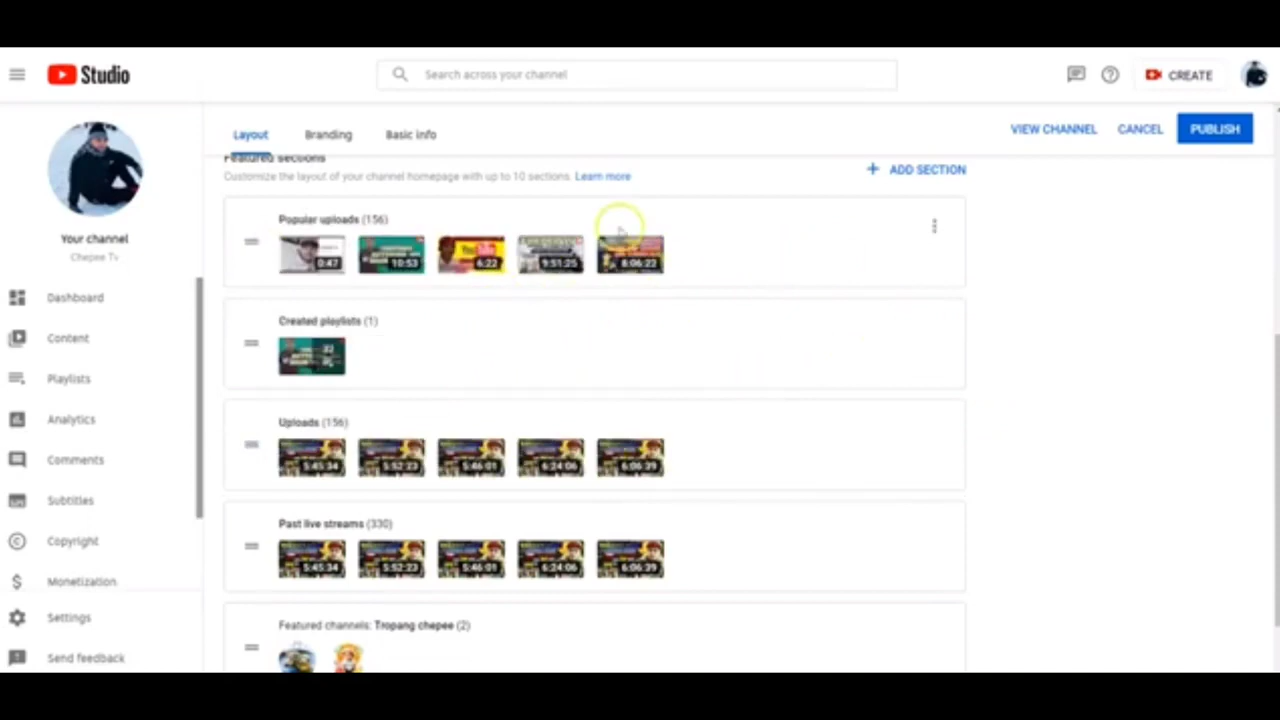 Studio
Search across your channel
CREATE
Your channel
Chepee Tv
Dashboard
Content
Playlists
Analytics
Comments
Subtitles
Copyright
Monetization
Settings
Send feedback
Layout
Branding
Basic info
VIEW CHANNEL
CANCEL
PUBLISH
Featured sections
Customize the layout of your channel homepage with up to 10 sections. Learn more
+ ADD SECTION
Popular uploads (156)
0:47
10:53
6:22
9:51:25
6:06:22
Created playlists (1)
Uploads (156)
5:45:34
5:52:23
5:46:01
6:24:06
6:06:39
Past live streams (330)
5:45:34
5:52:23
5:46:01
6:24:06
6:06:39
Featured channels: Tropang chepee (2)